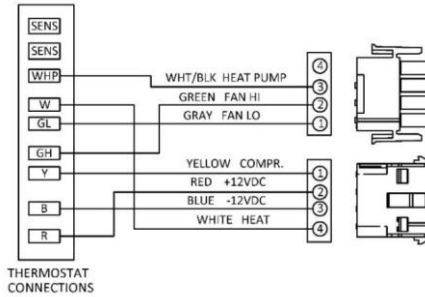 SENS
SENS
WHP
W
GL
GH
Y
B
R
THERMOSTAT
CONNECTIONS
WHT/BLK HEAT PUMP
GREEN FAN HI
GRAY FAN LO
YELLOW COMPR.
RED +12VDC
BLUE -12VDC
WHITE HEAT
4
3
2
1
1
2
3
4